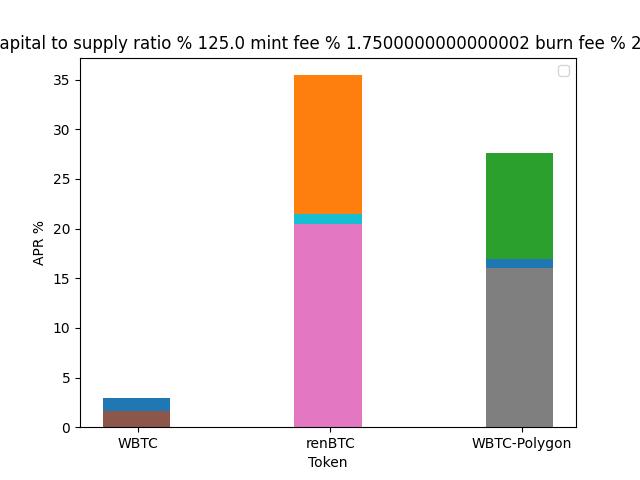 apital to supply ratio % 125.0 mint fee % 1.7500000000000002 burn fee % 2
35
30
25
20
15
10
5
0
APR %
WBTC
renBTC
WBTC-Polygon
Token